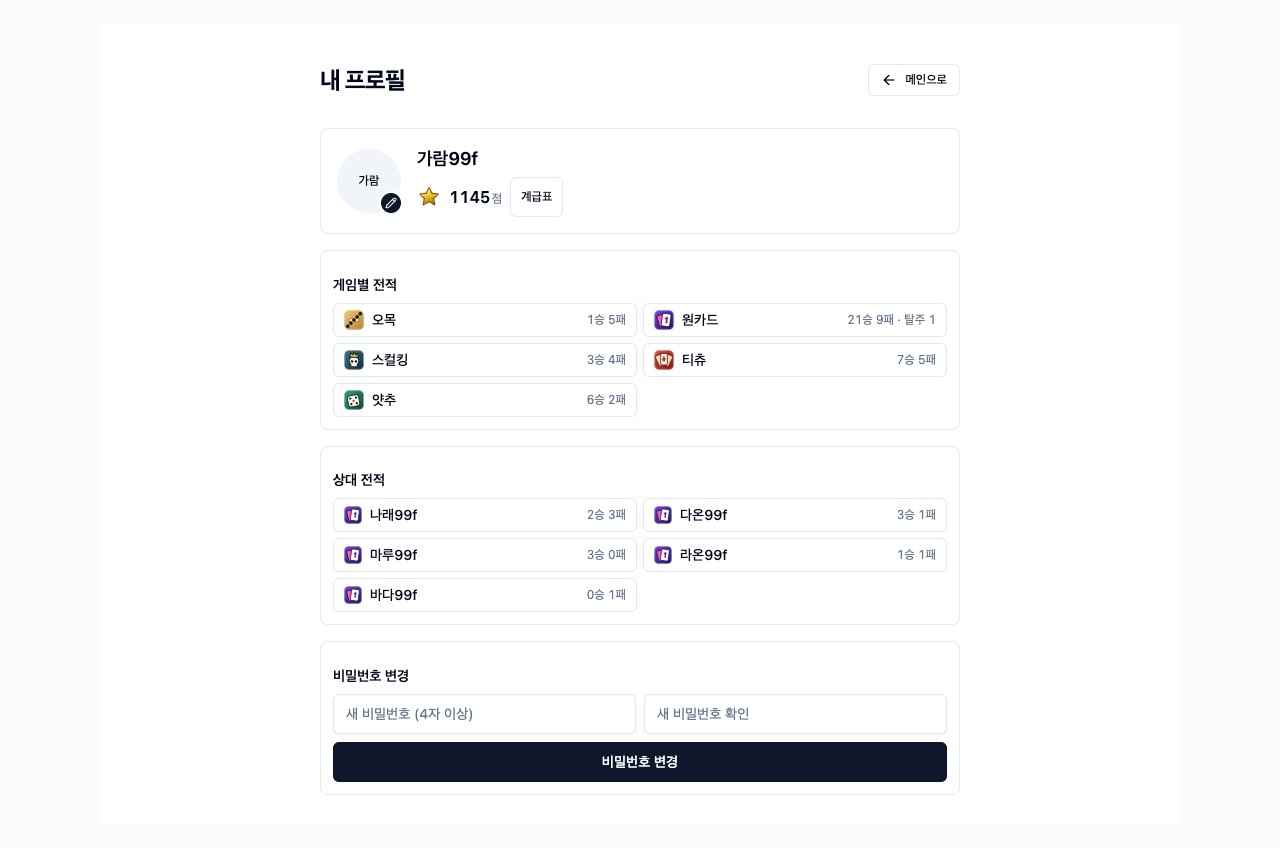 내 프로필
메인으로
가람
가람99f
1145점
계급표
게임별 전적
오목 1승 5패
원카드 21승 9패 · 탈주 1
스컬킹 3승 4패
티츄 7승 5패
얏추 6승 2패
상대 전적
나래99f 2승 3패
다온99f 3승 1패
마루99f 3승 0패
라온99f 1승 1패
바다99f 0승 1패
비밀번호 변경
새 비밀번호 (4자 이상)
새 비밀번호 확인
비밀번호 변경